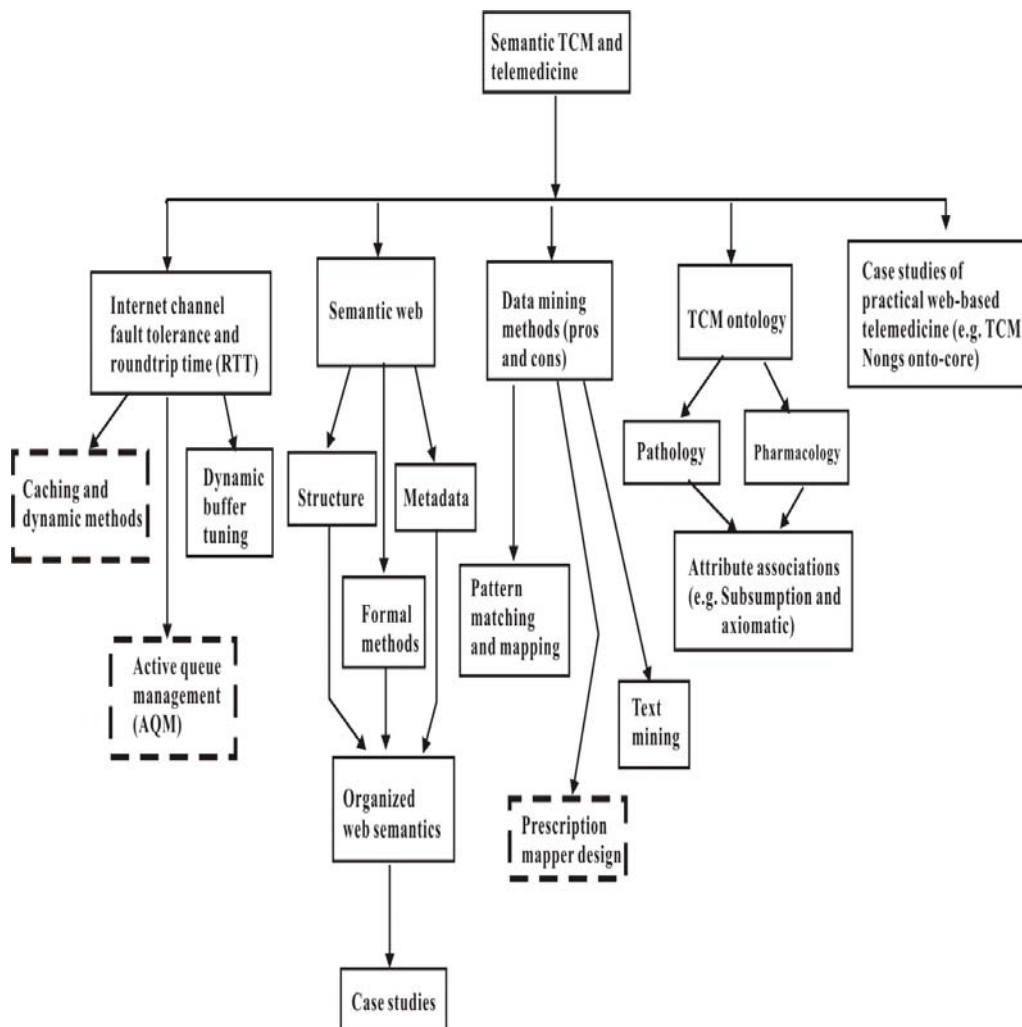 Semantic TCM and
telemedicine
Internet channel
fault tolerance and
roundtrip time (RTT)
Semantic web
Data mining
methods (pros
and cons)
TCM ontology
Case studies of
practical web-based
telemedicine (e.g. TCM
Nongs onto-core)
Caching and
dynamic methods
Dynamic
buffer
tuning
Structure
Metadata
Pathology
Pharmacology
Active queue
management
(AQM)
Formal
methods
Pattern
matching
and mapping
Attribute associations
(e.g. Subsumption and
axiomatic)
Text
mining
Organized
web semantics
Prescription
mapper design
Case studies